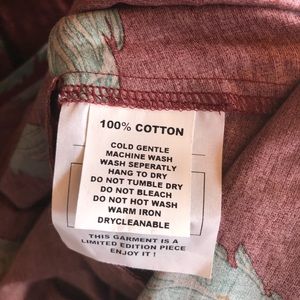 100% COTTON
COLD GENTLE
MACHINE WASH
WASH SEPERATLY
HANG TO DRY
DO NOT TUMBLE DRY
DO NOT BLEACH
DO NOT HOT WASH
WARM IRON
DRYCLEANABLE
THIS GARMENT IS A
LIMITED EDITION PIECE
ENJOY IT !